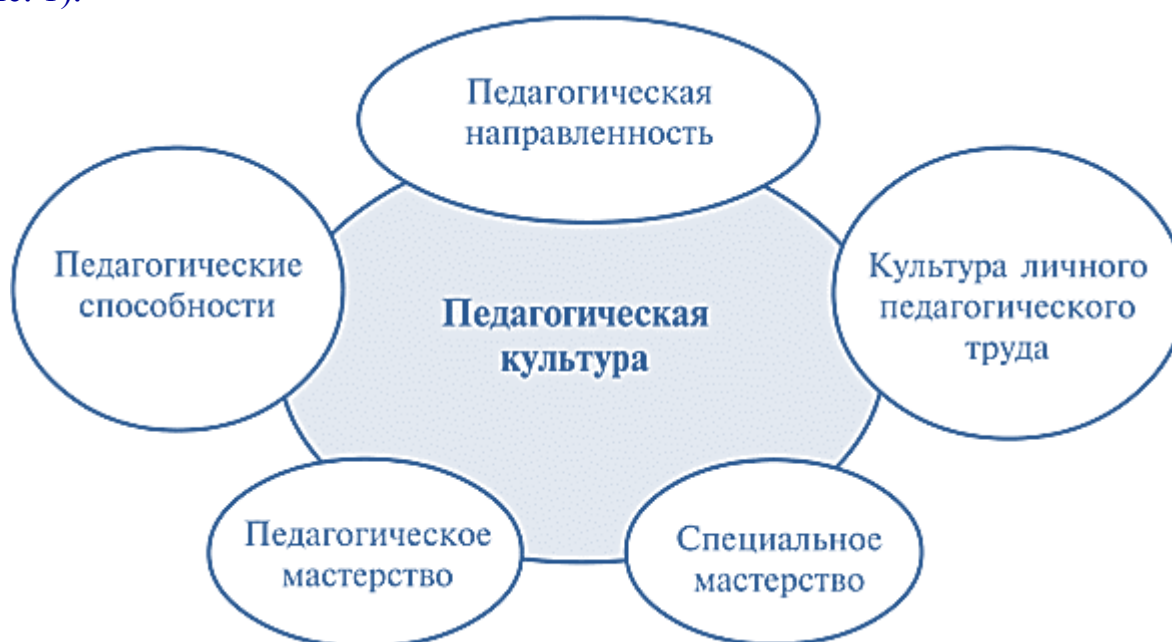 Педагогическая
направленность
Педагогические
способности
Культура личного
педагогического
труда
Педагогическая
культура
Педагогическое
мастерство
Специальное
мастерство